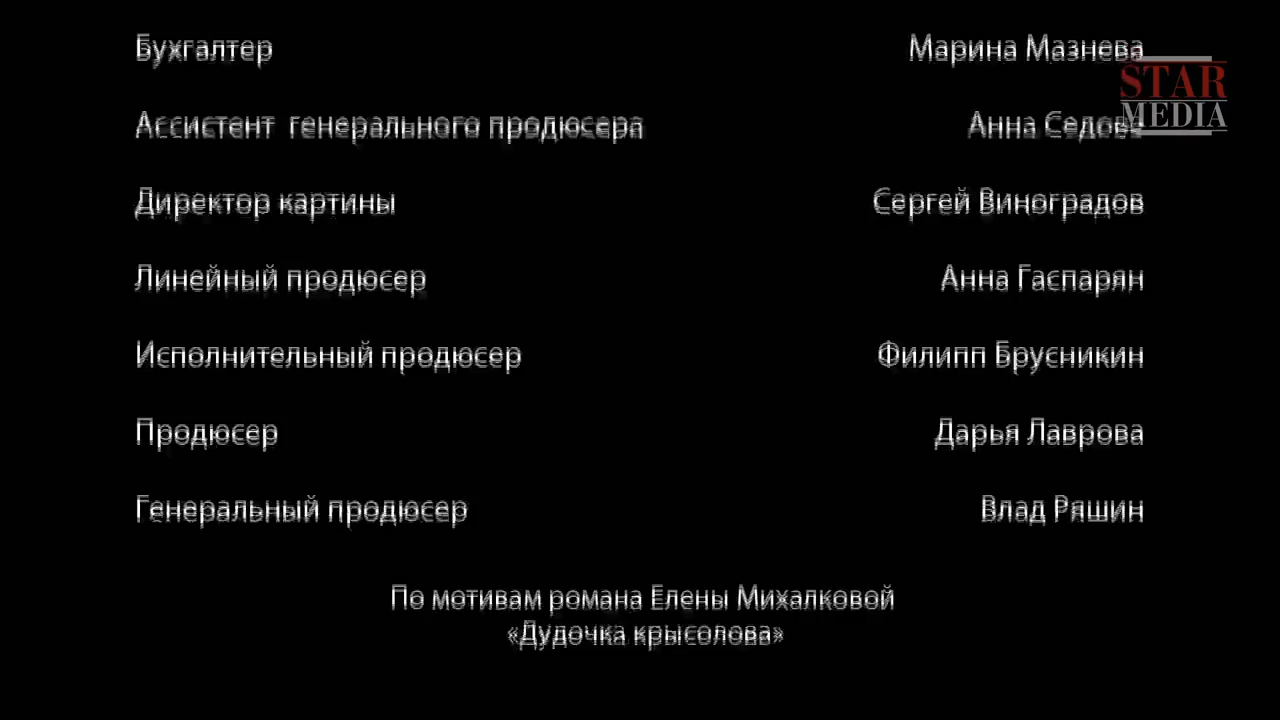 Бухгалтер Марина Мазнева
STAR
MEDIA
Ассистент генерального продюсера Анна Седова
Директор картины Сергей Виноградов
Линейный продюсер Анна Гаспарян
Исполнительный продюсер Филипп Брусникин
Продюсер Дарья Лаврова
Генеральный продюсер Влад Ряшин
По мотивам романа Елены Михалковой
«Дудочка крысолова»